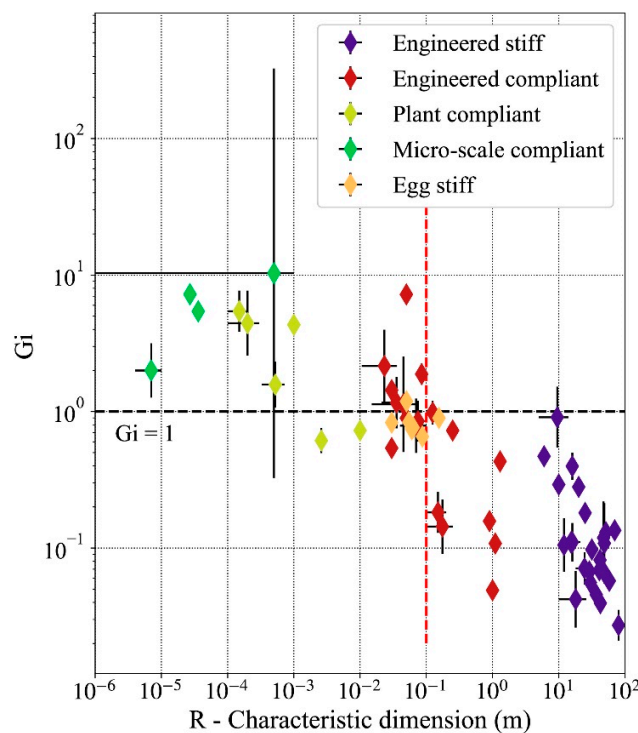 Engineered stiff
Engineered compliant
Plant compliant
Micro-scale compliant
Egg stiff
10²
10¹
10⁰
10⁻¹
Gi
Gi = 1
10⁻⁶ 10⁻⁵ 10⁻⁴ 10⁻³ 10⁻² 10⁻¹ 10⁰ 10¹ 10²
R - Characteristic dimension (m)